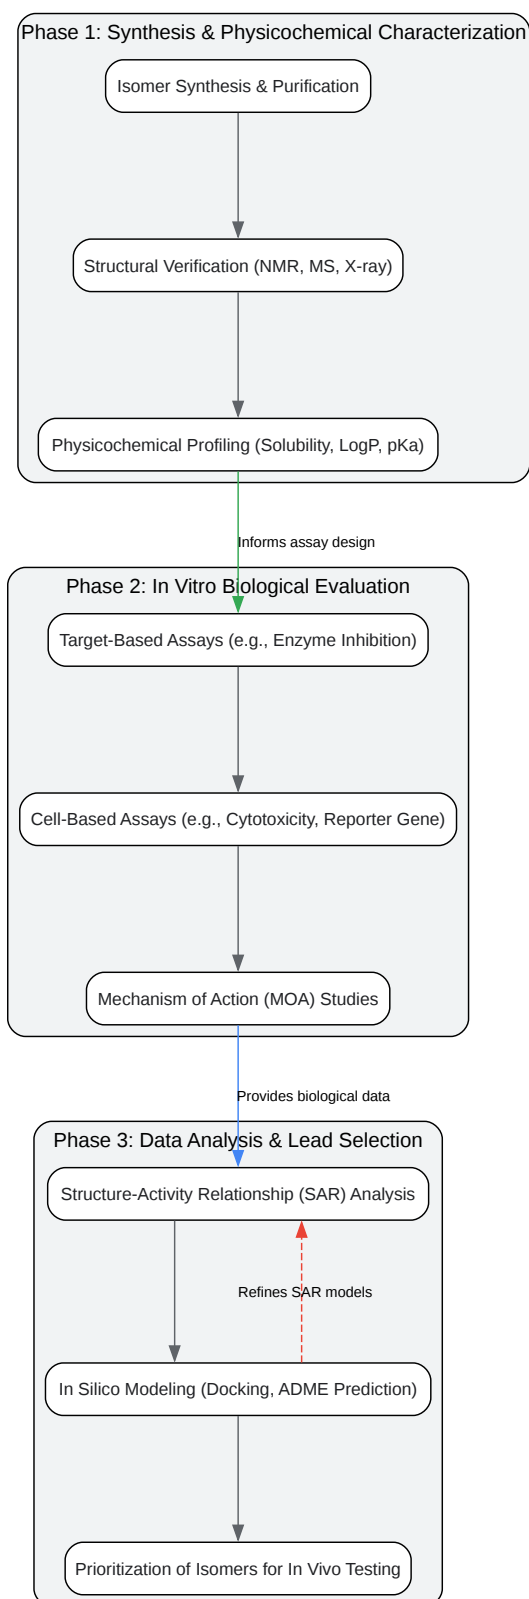 Phase 1: Synthesis & Physicochemical Characterization
Isomer Synthesis & Purification
Structural Verification (NMR, MS, X-ray)
Physicochemical Profiling (Solubility, LogP, pKa)
Informs assay design
Phase 2: In Vitro Biological Evaluation
Target-Based Assays (e.g., Enzyme Inhibition)
Cell-Based Assays (e.g., Cytotoxicity, Reporter Gene)
Mechanism of Action (MOA) Studies
Provides biological data
Phase 3: Data Analysis & Lead Selection
Structure-Activity Relationship (SAR) Analysis
Refines SAR models
In Silico Modeling (Docking, ADME Prediction)
Prioritization of Isomers for In Vivo Testing